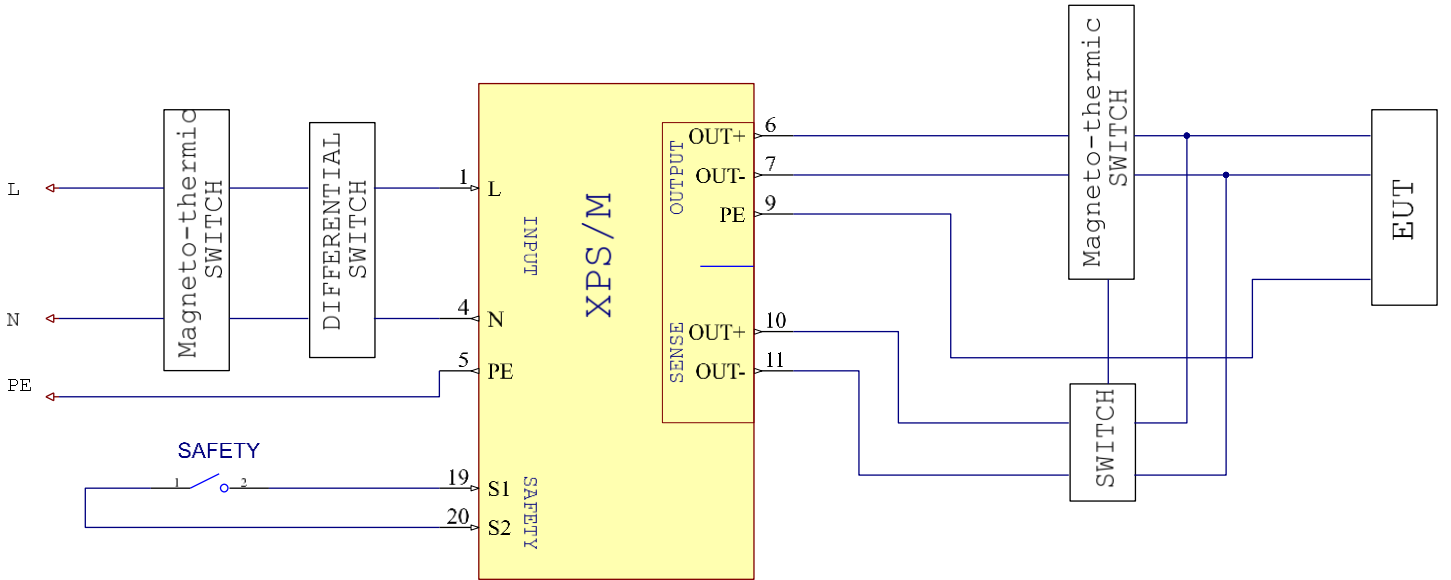 L
N
PE
Magneto-thermic
SWITCH
DIFFERENTIAL
SWITCH
1
L
4
N
5
PE
INPUT
XPS/M
OUTPUT
OUT+
6
OUT-
7
PE
9
SENSE
OUT+
10
OUT-
11
SAFETY
1
2
19
S1
20
S2
SAFETY
Magneto-thermic
SWITCH
SWITCH
EUT